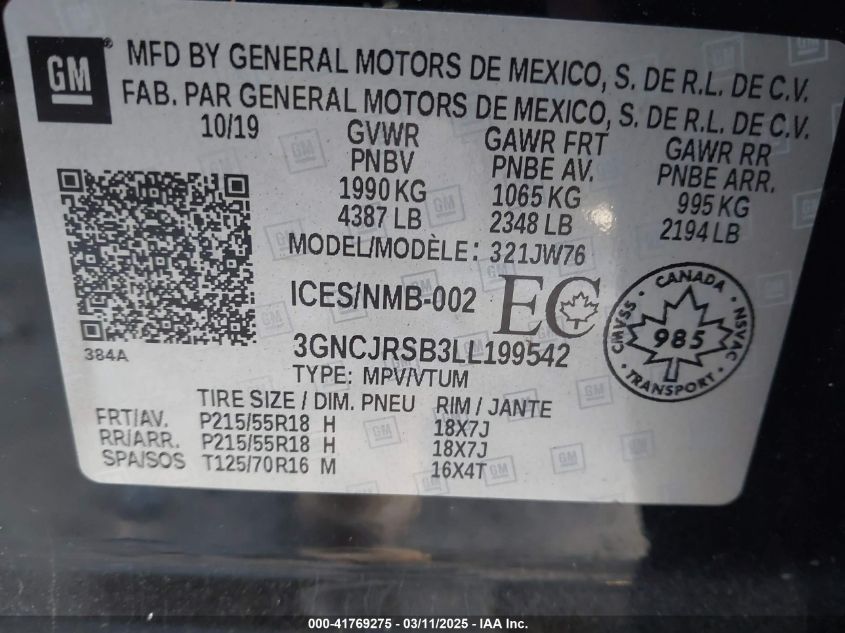 GM ® MFD BY GENERAL MOTORS DE MEXICO, S. DE R.L. DE C.V.
FAB. PAR GENERAL MOTORS DE MEXICO, S. DE R.L. DE C.V.
10/19 GVWR GAWR FRT GAWR RR
PNBV PNBE AV. PNBE ARR.
1990 KG 1065 KG 995 KG
4387 LB 2348 LB 2194 LB
MODEL/MODÈLE: 321JW76
ICES/NMB-002 EC
CANADA
SSVAMC NSVAC
985
TRANSPORT
384A
3GNCJRSB3LL199542
TYPE: MPV/VTUM
TIRE SIZE / DIM. PNEU RIM / JANTE
FRT/AV. P215/55R18 H 18X7J
RR/ARR. P215/55R18 H 18X7J
SPA/SOS T125/70R16 M 16X4T
000-41769275 - 03/11/2025 - IAA Inc.